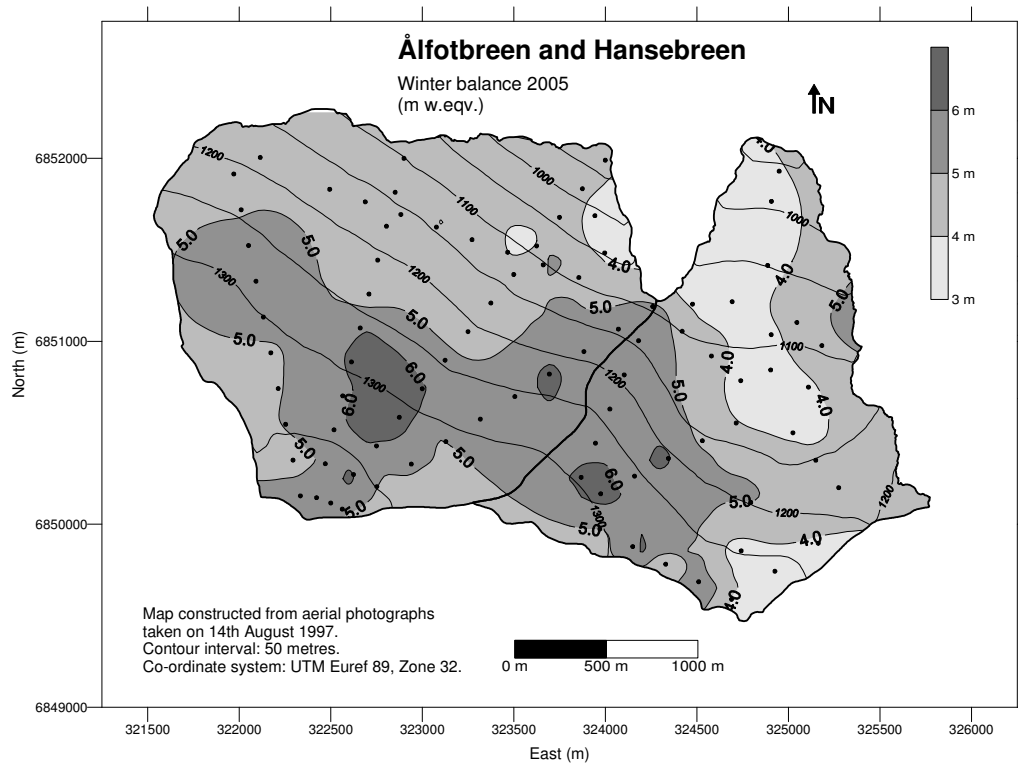 Ålfotbreen and Hansebreen
Winter balance 2005
(m w.eqv.)
N
6 m
5 m
4 m
3 m
6852000
6851000
6850000
6849000
North (m)
4.0
1200
1000
1100
1000
5.0
5.0
4.0
4.0
1300
1200
5.0
5.0
5.0
5.0
1100
6.0
4.0
1300
1200
5.0
6.0
4.0
5.0
5.0
6.0
5.0
1200
5.0
1300
1200
5.0
4.0
4.0
Map constructed from aerial photographs
taken on 14th August 1997.
Contour interval: 50 metres.
Co-ordinate system: UTM Euref 89, Zone 32.
0 m 500 m 1000 m
321500 322000 322500 323000 323500 324000 324500 325000 325500 326000
East (m)